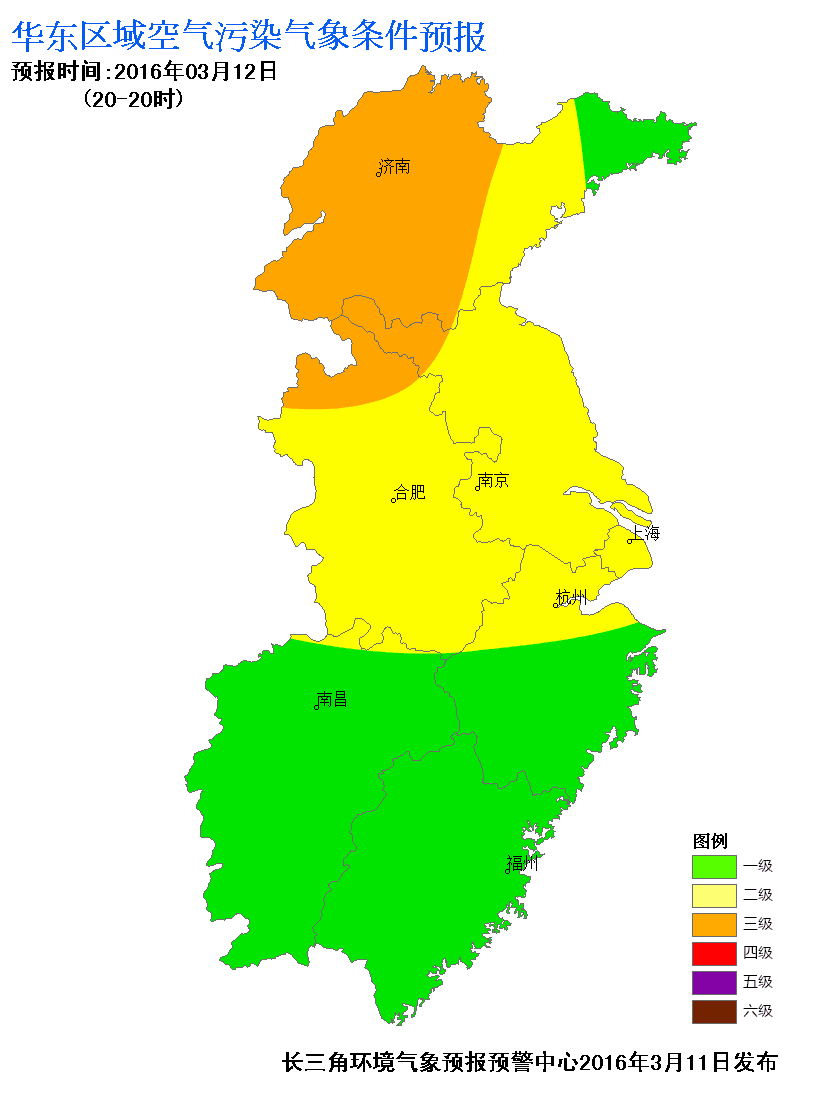 华东区域空气污染气象条件预报
预报时间:2016年03月12日
(20-20时)
济南
合肥
南京
上海
杭州
南昌
福州
图例
一级
二级
三级
四级
五级
六级
长三角环境气象预报预警中心2016年3月11日发布